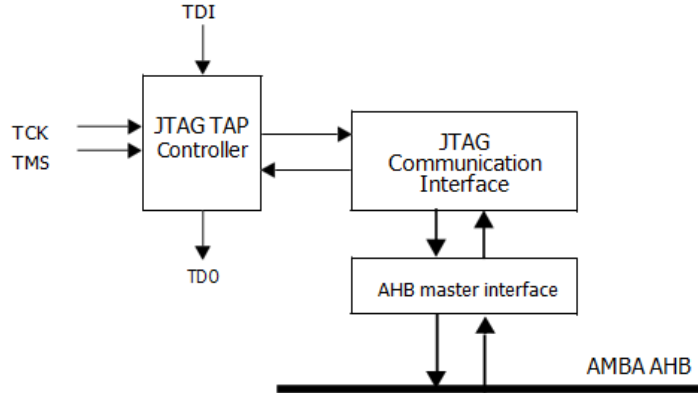 TDI
TCK
TMS
JTAG TAP
Controller
TDO
JTAG
Communication
Interface
AHB master interface
AMBA AHB